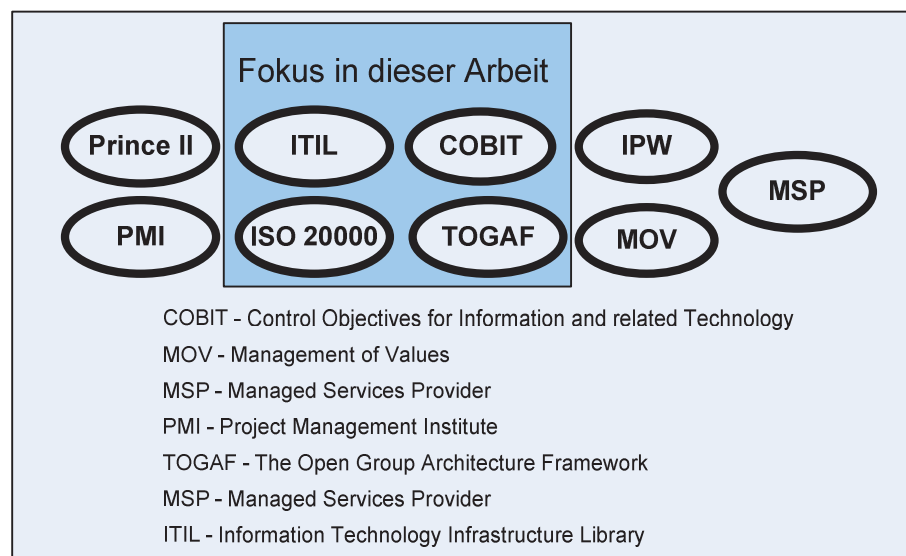 Fokus in dieser Arbeit
Prince II ITIL COBIT IPW
MSP
PMI ISO 20000 TOGAF MOV
COBIT - Control Objectives for Information and related Technology
MOV - Management of Values
MSP - Managed Services Provider
PMI - Project Management Institute
TOGAF - The Open Group Architecture Framework
MSP - Managed Services Provider
ITIL - Information Technology Infrastructure Library